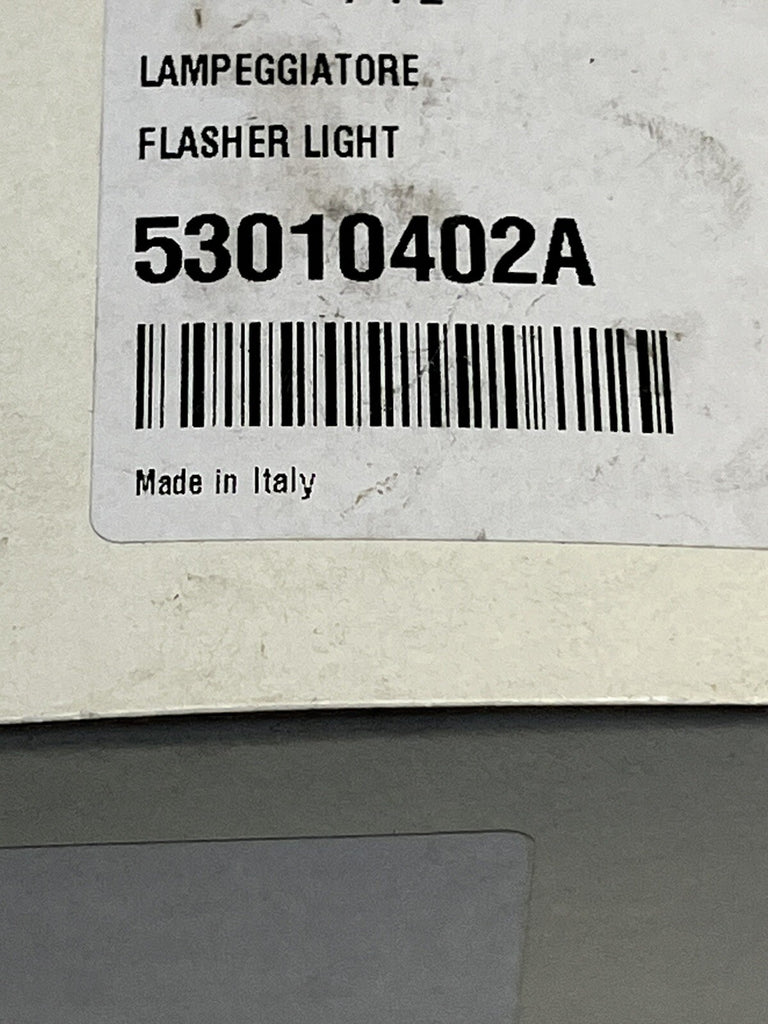 LAMPEGGIATORE
FLASHER LIGHT
53010402A
Made in Italy